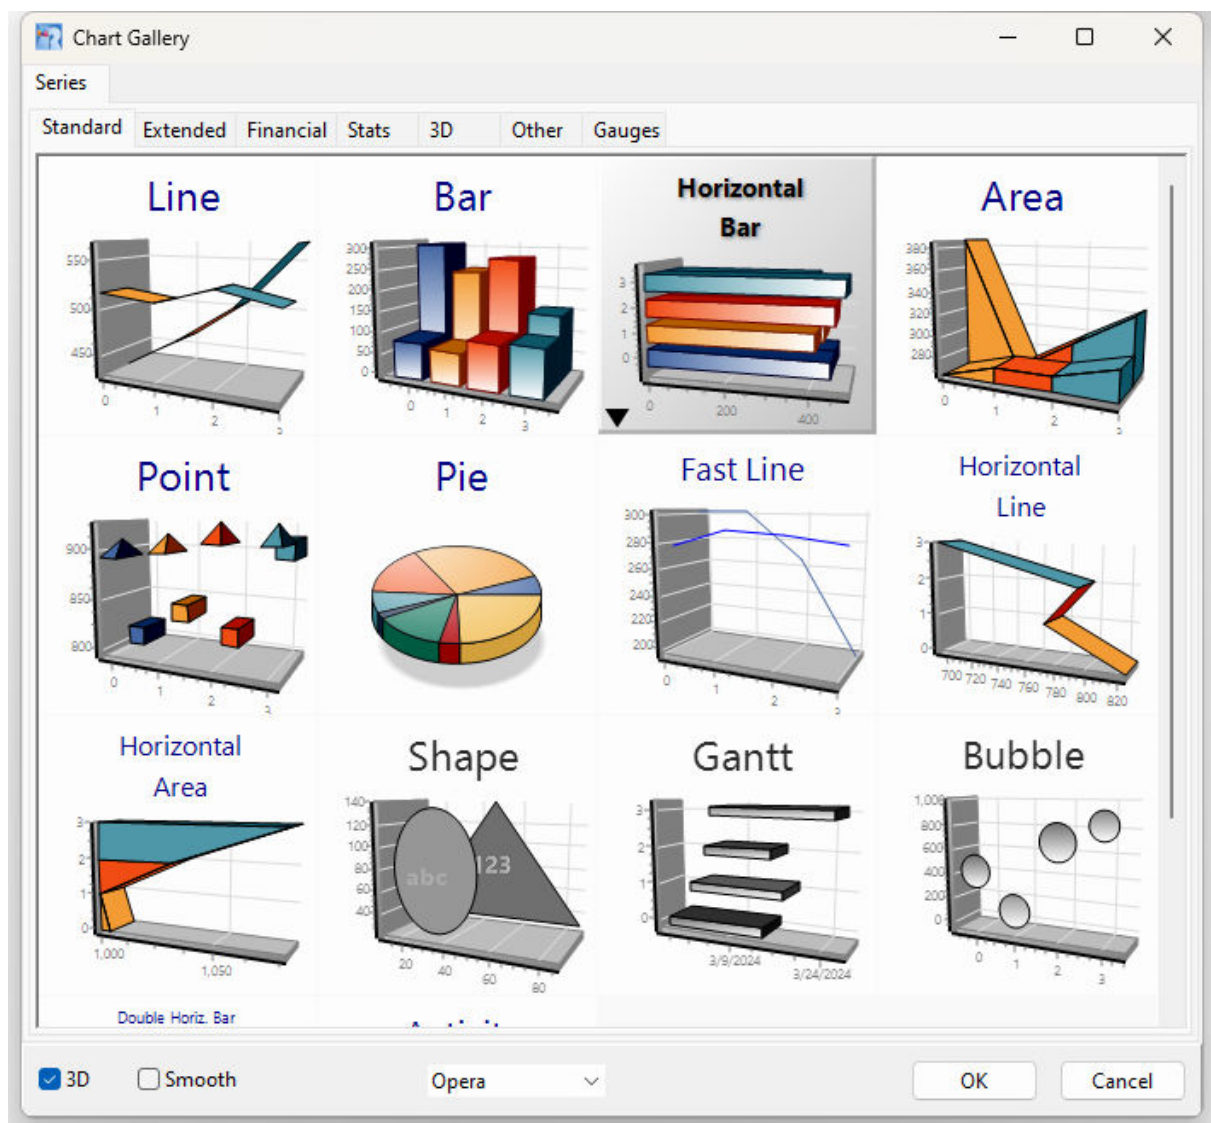 Chart Gallery
Series
Standard Extended Financial Stats 3D Other Gauges
Line
550
500
450
0 1 2 3
Bar
300
250
200
150
100
50
0
0 1 2 3
Horizontal
Bar
3
2
1
0
0 200 400
Area
380
360
340
320
300
280
0 1 2 3
Point
900
850
800
0 1 2 3
Pie
Fast Line
300
280
260
240
220
200
0 1 2 3
Horizontal
Line
3
2
1
0
700 720 740 760 780 800 820
Horizontal
Area
3
2
1
0
1,000 1,050
Shape
140
120
100
80
60
40
abc
123
20 40 60 80
Gantt
3
2
1
0
3/9/2024 3/24/2024
Bubble
1,000
800
600
400
200
0
0 1 2 3
Double Horiz. Bar
3D Smooth Opera OK Cancel